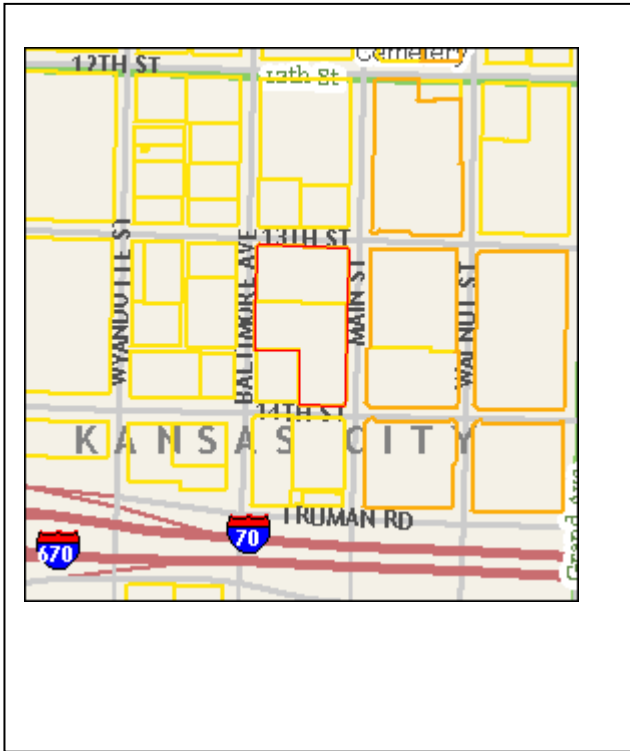 Cemetery
12TH ST
12th St
13TH ST
WYANDOTTE ST
BALTIMORE AVE
MAIN ST
WALNUT ST
14TH ST
KANSAS CITY
TRUMAN RD
70
670
Grand Ave